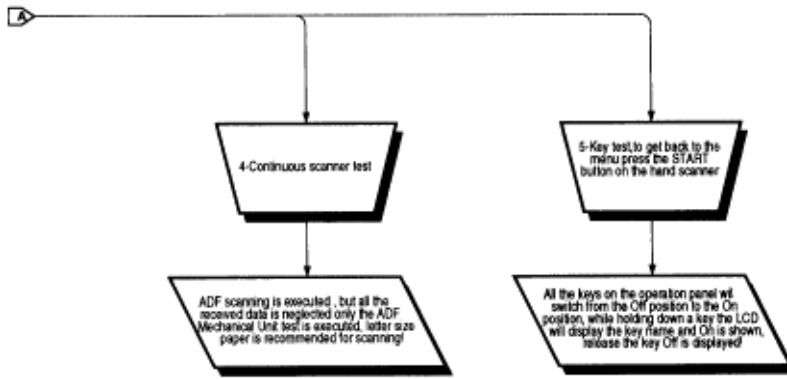 A
4-Continuous scanner test
5-Key test,to get back to the
menu press the START
button on the hand scanner
ADF scanning is executed , but all the
received data is neglected only the ADF
Mechanical Unit test is executed, letter size
paper is recommended for scanning!
All the keys on the operation panel will
switch from the Off position to the On
position, while holding down a key the LCD
will display the key name and On is shown,
release the key Off is displayed!